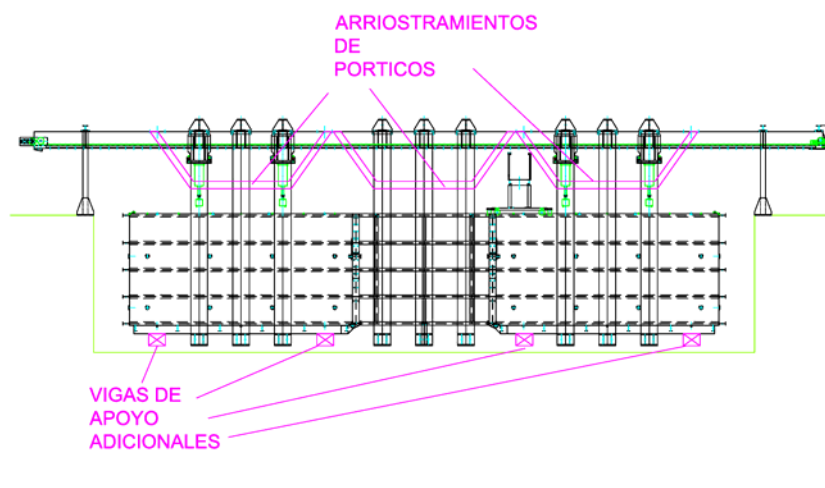 ARRIOSTRAMIENTOS
DE
PORTICOS
VIGAS DE
APOYO
ADICIONALES